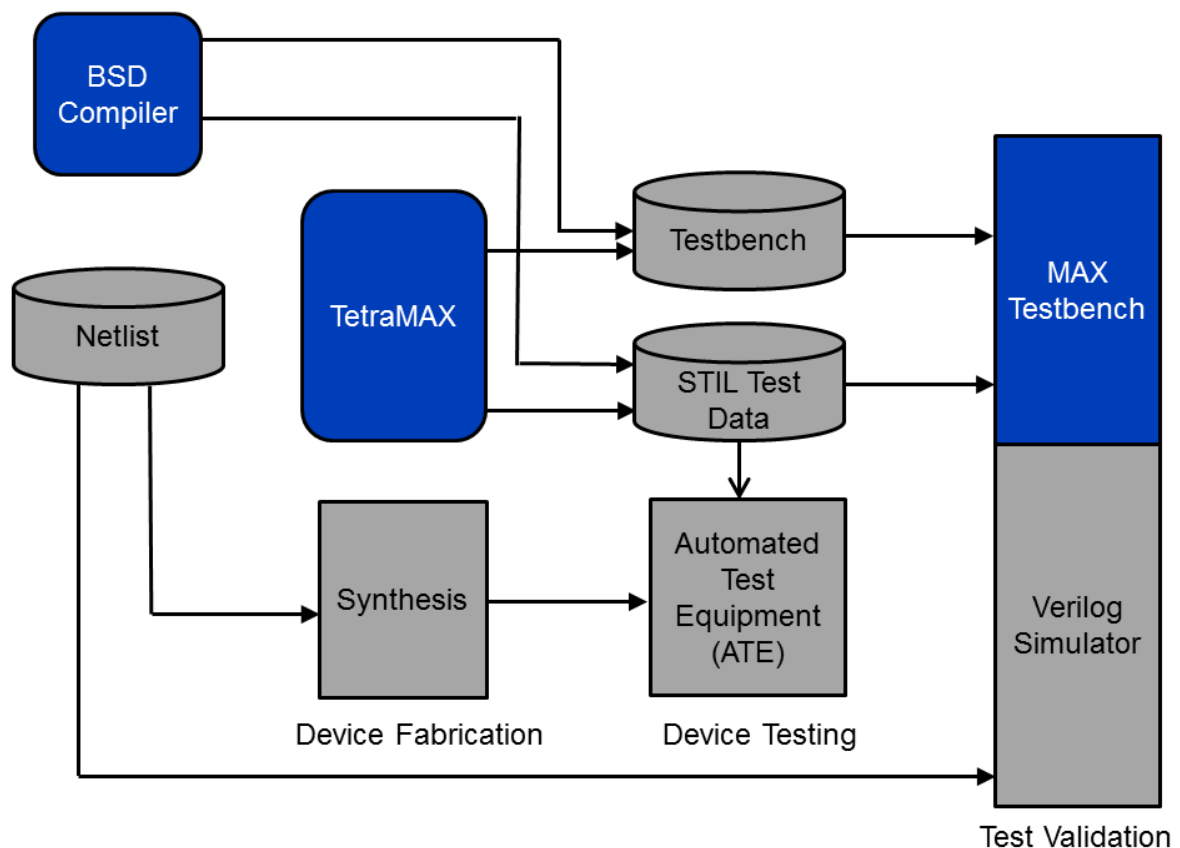 BSD
Compiler
Testbench
TetraMAX
MAX
Testbench
Netlist
STIL Test
Data
Synthesis
Automated
Test
Equipment
(ATE)
Verilog
Simulator
Device Fabrication
Device Testing
Test Validation